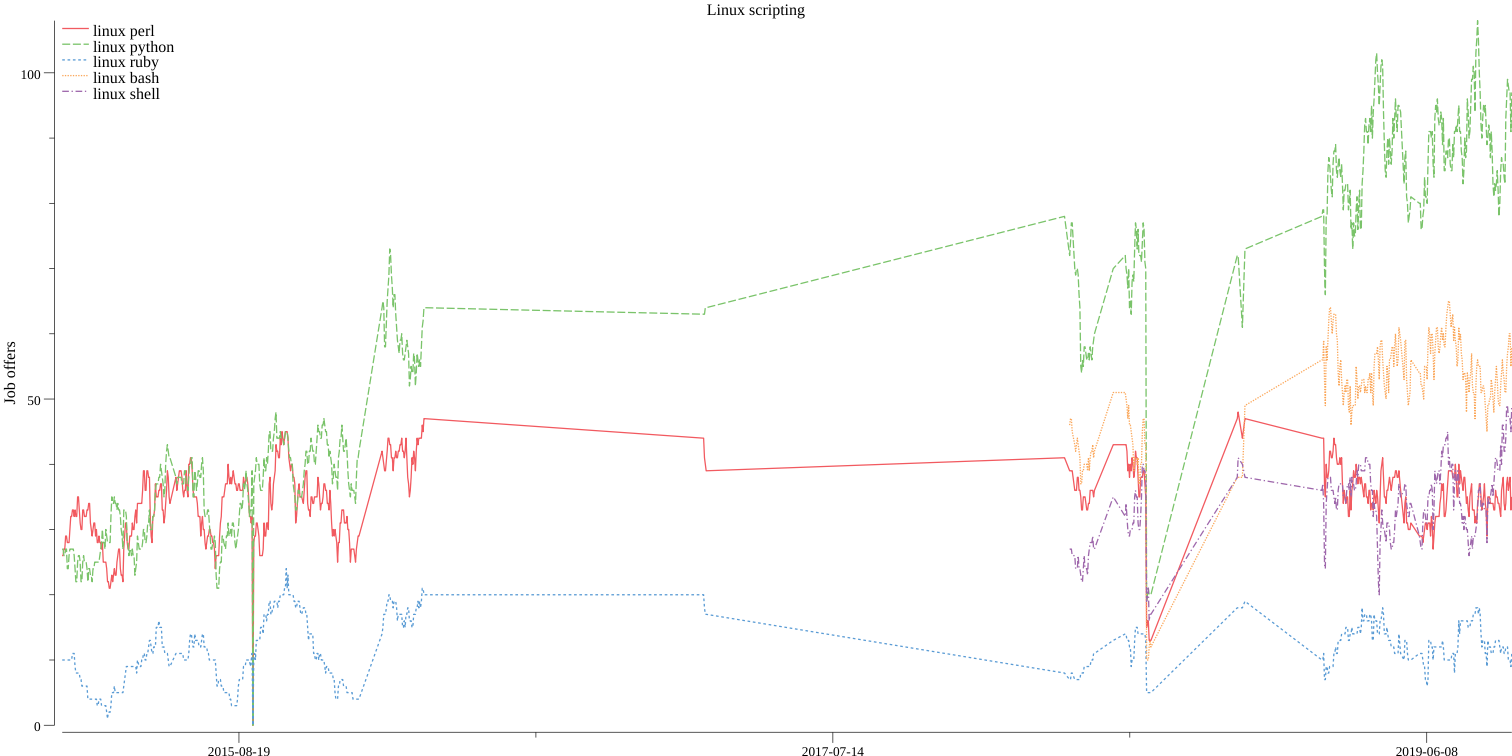 Linux scripting
linux perl
linux python
linux ruby
linux bash
linux shell
100
50
0
Job offers
2015-08-19
2017-07-14
2019-06-08